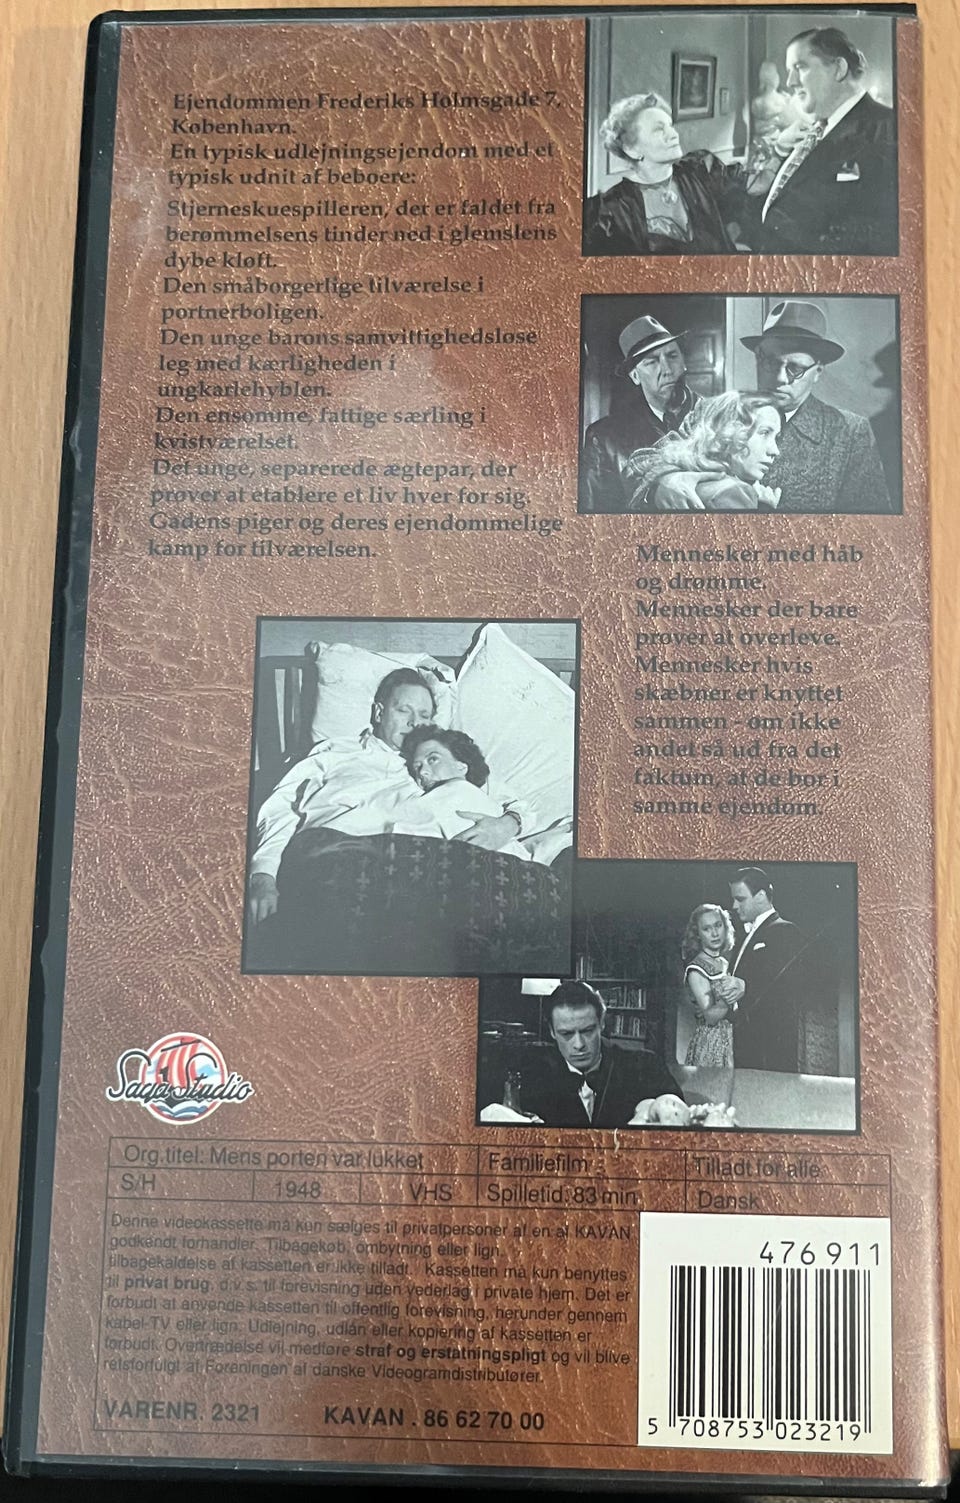 Ejendommen Frederiks Holmsgade 7,
København.
En typisk udlejningsejendom med et
typisk udnit af beboere:
Stjerneskuespilleren, der er faldet fra
berømmelsens tinder ned i glemslens
dybe kløft.
Den småborgerlige tilværelse i
portnerboligen.
Den unge barons samvittighedsløse
leg med kærligheden i
ungkarlehyblen.
Den ensomme, fattige særling i
kvistværelset.
Det unge, separerede ægtepar, der
prøver at etablere et liv hver for sig.
Gadens piger og deres ejendommelige
kamp for tilværelsen.
Mennesker med håb
og drømme.
Mennesker der bare
prøver at overleve.
Mennesker hvis
skæbner er knyttet
sammen - om ikke
andet så ud fra det
faktum, at de bor i
samme ejendom.
Saga Studio
Org.titel: Mens porten var lukket Familiefilm Tilladt for alle
S/H 1948 VHS Spilletid: 83 min. Dansk
Denne videokassette må kun sælges til privatpersoner af en af KAVAN
godkendt forhandler. Tilbagekøb, ombytning eller lign.
tilbagekaldelse af kassetten er ikke tilladt. Kassetten må kun benyttes
til privat brug, d.v.s. til forevisning uden vederlag i private hjem. Det er
forbudt at anvende kassetten til offentlig forevisning, herunder gennem
kabel-TV eller lign. Udlejning, udlån eller kopiering af kassetten er
forbudt. Overtrædelse vil medføre straf og erstatningspligt og vil blive
retsforfulgt af Foreningen af danske Videogramdistributører.
VARENR. 2321 KAVAN . 86 62 70 00
476911
5 708753 023219